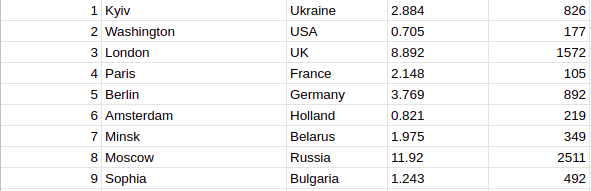 1 Kyiv Ukraine 2.884 826
2 Washington USA 0.705 177
3 London UK 8.892 1572
4 Paris France 2.148 105
5 Berlin Germany 3.769 892
6 Amsterdam Holland 0.821 219
7 Minsk Belarus 1.975 349
8 Moscow Russia 11.92 2511
9 Sophia Bulgaria 1.243 492